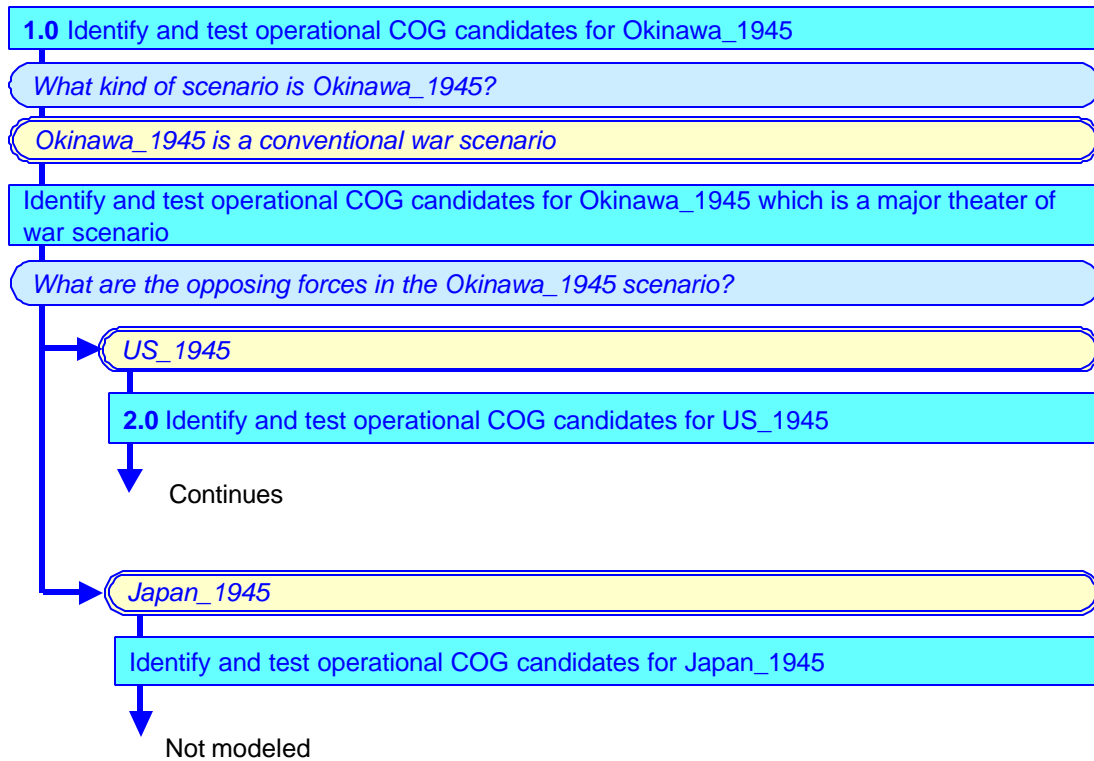 1.0 Identify and test operational COG candidates for Okinawa_1945
What kind of scenario is Okinawa_1945?
Okinawa_1945 is a conventional war scenario
Identify and test operational COG candidates for Okinawa_1945 which is a major theater of
war scenario
What are the opposing forces in the Okinawa_1945 scenario?
US_1945
2.0 Identify and test operational COG candidates for US_1945
Continues
Japan_1945
Identify and test operational COG candidates for Japan_1945
Not modeled